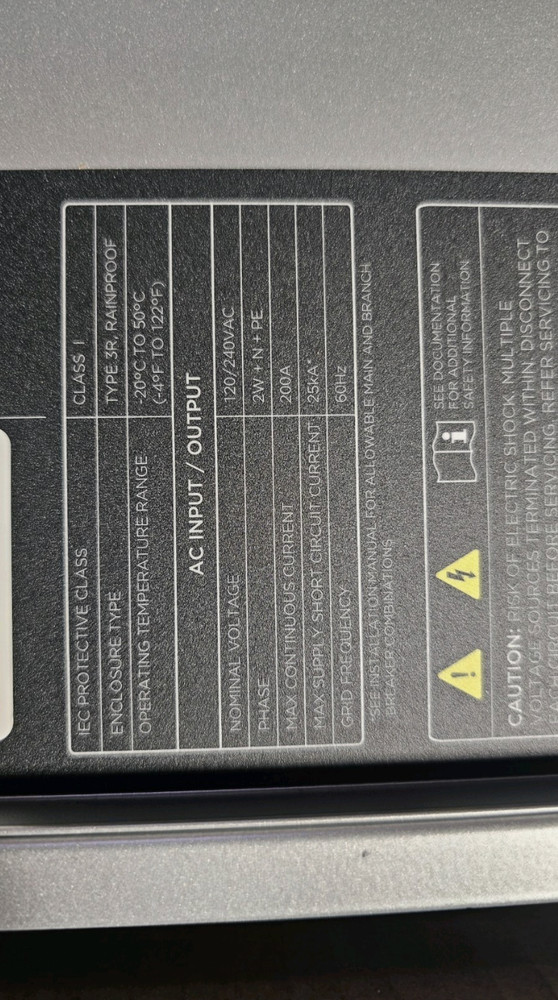 IEC PROTECTIVE CLASS CLASS I
ENCLOSURE TYPE TYPE 3R, RAINPROOF
OPERATING TEMPERATURE RANGE -20°C TO 50°C
(-4°F TO 122°F)
AC INPUT / OUTPUT
NOMINAL VOLTAGE 120/240VAC
PHASE 2W + N + PE
MAX CONTINUOUS CURRENT 200A
MAX SUPPLY SHORT CIRCUIT CURRENT 25kA*
GRID FREQUENCY 60Hz
*SEE INSTALLATION MANUAL FOR ALLOWABLE MAIN AND BRANCH
BREAKER COMBINATIONS
SEE DOCUMENTATION
FOR ADDITIONAL
SAFETY INFORMATION
CAUTION: RISK OF ELECTRIC SHOCK, MULTIPLE
VOLTAGE SOURCES TERMINATED WITHIN. DISCONNECT
BEFORE SERVICING. REFER SERVICING TO